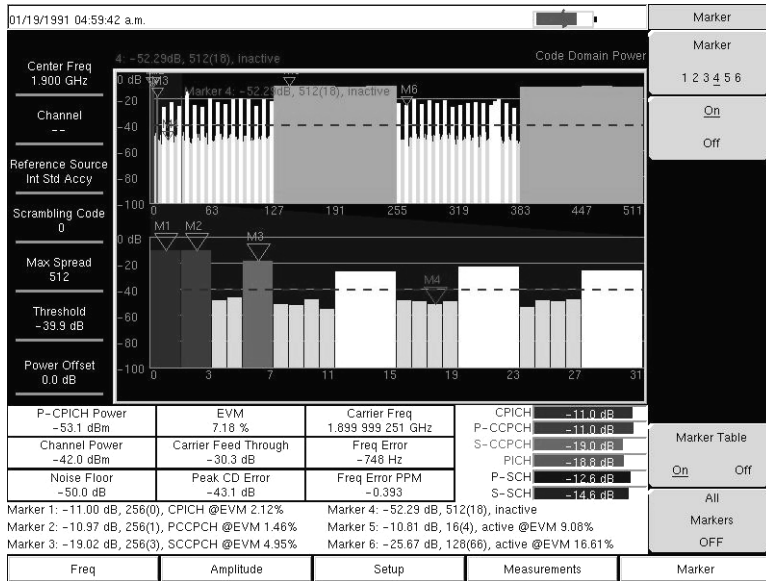 01/19/1991 04:59:42 a.m.
Marker
Center Freq
1.900 GHz
Channel
--
Reference Source
Int Std Accy
Scrambling Code
0
Max Spread
512
Threshold
-39.9 dB
Power Offset
0.0 dB
4: -52.29dB, 512(18), inactive
Code Domain Power
0 dB
M3
Marker 4: -52.29dB, 512(18), inactive
M6
-20
-40
-60
-80
-100
0 63 127 191 255 319 383 447 511
M1 M2 M3 M4
0 dB
-20
-40
-60
-80
-100
0 3 7 11 15 19 23 27 31
Marker
1 2 3 4 5 6
On
Off
P-CPICH Power
-53.1 dBm
EVM
7.18 %
Carrier Freq
1.899 999 251 GHz
Channel Power
-42.0 dBm
Carrier Feed Through
-30.3 dB
Freq Error
-748 Hz
Noise Floor
-50.0 dB
Peak CD Error
-43.1 dB
Freq Error PPM
-0.393
CPICH -11.0 dB
P-CCPCH -11.0 dB
S-CCPCH -19.0 dB
PICH -18.8 dB
P-SCH -12.6 dB
S-SCH -14.6 dB
Marker Table
On Off
All
Markers
OFF
Marker 1: -11.00 dB, 256(0), CPICH @EVM 2.12%
Marker 4: -52.29 dB, 512(18), inactive
Marker 2: -10.97 dB, 256(1), PCCPCH @EVM 1.46%
Marker 5: -10.81 dB, 16(4), active @EVM 9.08%
Marker 3: -19.02 dB, 256(3), SCCPCH @EVM 4.95%
Marker 6: -25.67 dB, 128(66), active @EVM 16.61%
Freq
Amplitude
Setup
Measurements
Marker